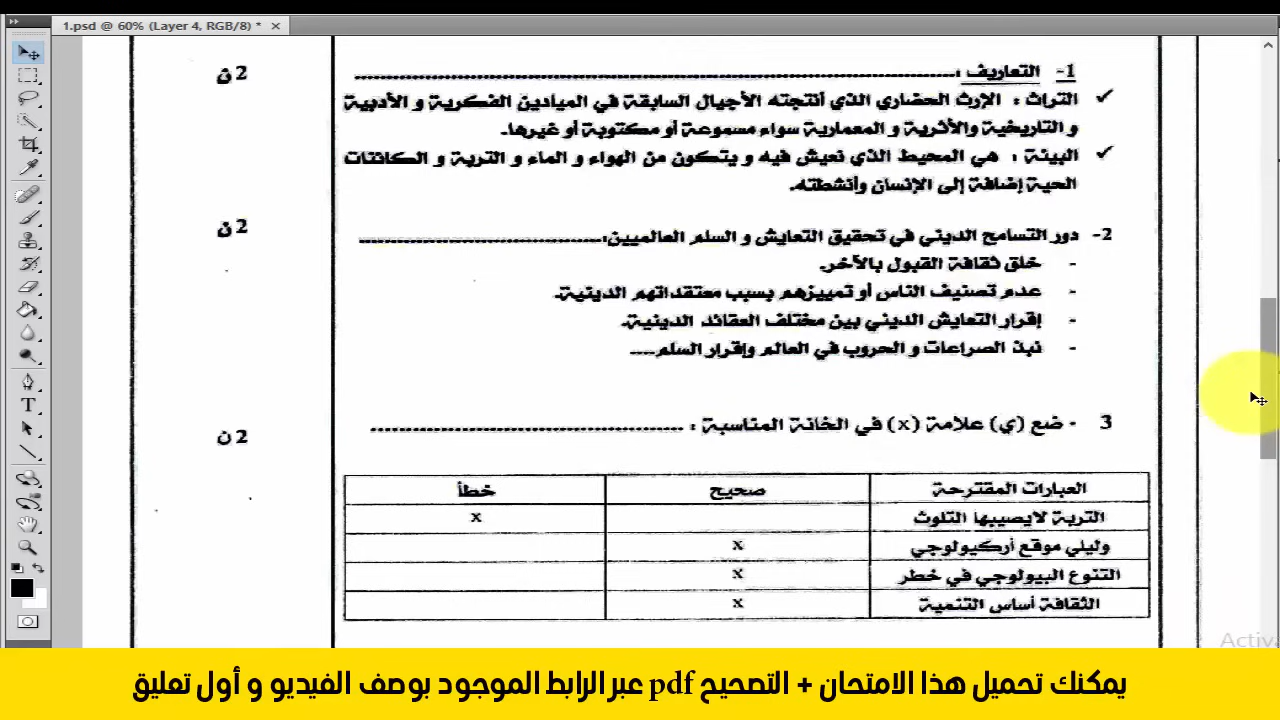 1.psd @ 60% (Layer 4, RGB/8) *
1- التعاريف :
2ن
✓ التراث : الإرث الحضاري الذي أنتجته الأجيال السابقة في الميادين الفكرية و الأدبية
و التاريخية والأثرية و المعمارية سواء مسموعة أو مكتوبة أو غيرها.
✓ البيئة : هي المحيط الذي نعيش فيه و يتكون من الهواء و الماء و التربة و الكائنات
الحية إضافة إلى الإنسان وأنشطته.
2- دور التسامح الديني في تحقيق التعايش و السلم العالميين:
2ن
- خلق ثقافة القبول بالآخر.
- عدم تصنيف الناس أو تمييزهم بسبب معتقداتهم الدينية.
- إقرار التعايش الديني بين مختلف العقائد الدينية.
- نبذ الصراعات و الحروب في العالم وإقرار السلم....
3 - ضع (ي) علامة (x) في الخانة المناسبة :
2ن
العبارات المقترحة صحيح خطأ
التربة لايصيبها التلوث x
وليلي موقع أركيولوجي x
التنوع البيولوجي في خطر x
الثقافة أساس التنمية x
Activa
يمكنك تحميل هذا الامتحان + التصحيح pdf عبر الرابط الموجود بوصف الفيديو و أول تعليق